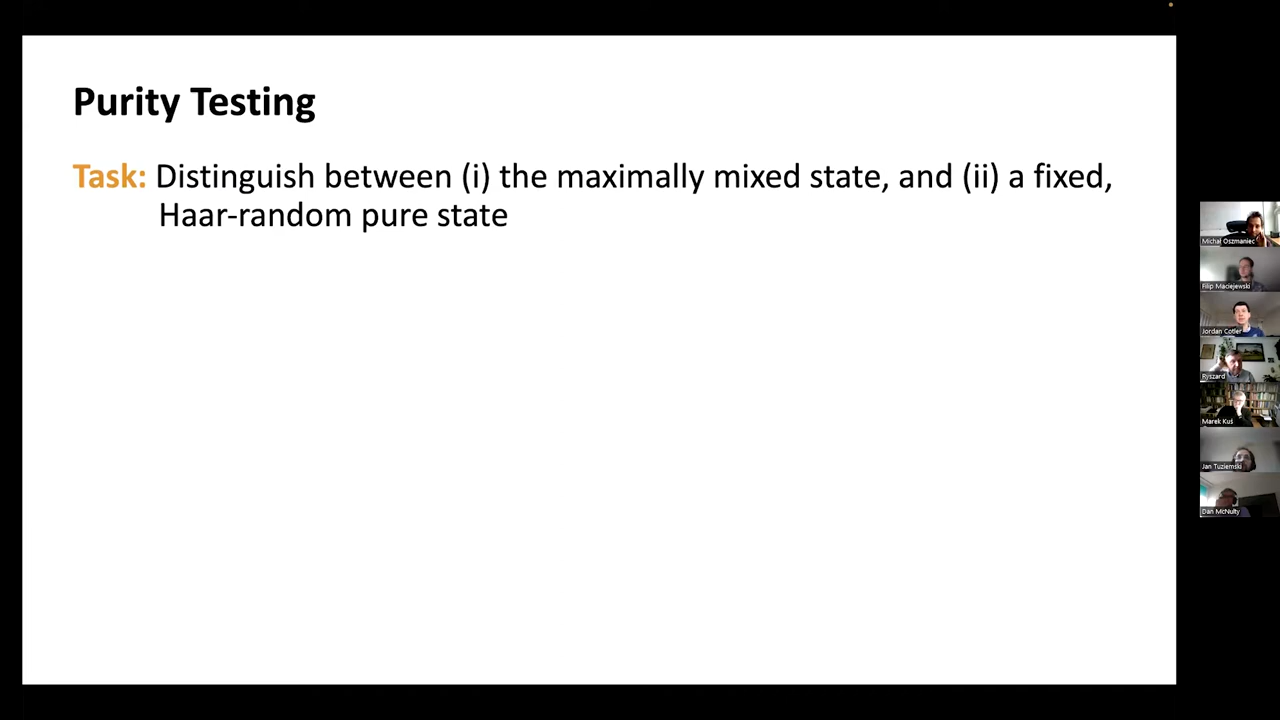 Purity Testing
Task: Distinguish between (i) the maximally mixed state, and (ii) a fixed,
Haar-random pure state
Michał Oszmaniec
Filip Maciejewski
Jordan Cotler
Ryszard
Marek Kuś
Jan Tuziemski
Dan McNulty